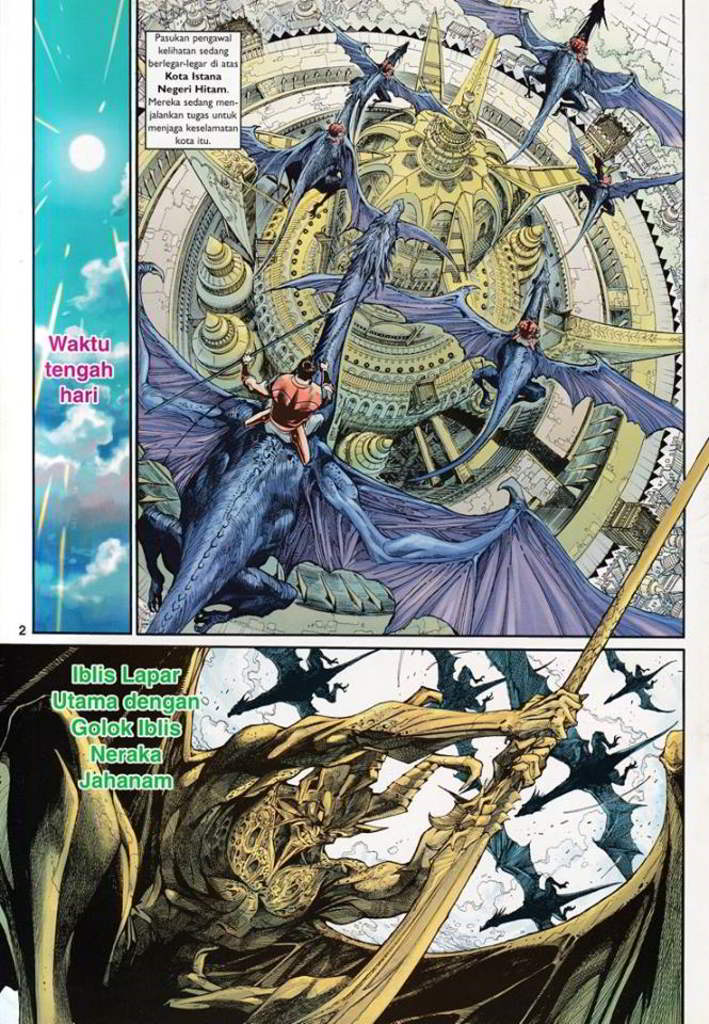 Pasukan pengawal
kelihatan sedang
berlegar-legar di atas
Kota Istana
Negeri Hitam.
Mereka sedang men-
jalankan tugas untuk
menjaga keselamatan
kota itu.
Waktu
tengah
hari
2
Iblis Lapar
Utama dengan
Golok Iblis
Neraka
Jahanam